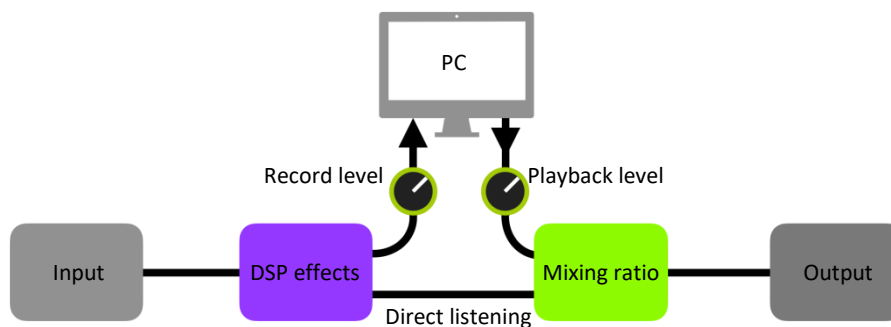 PC
Record level
Playback level
Input
DSP effects
Mixing ratio
Output
Direct listening